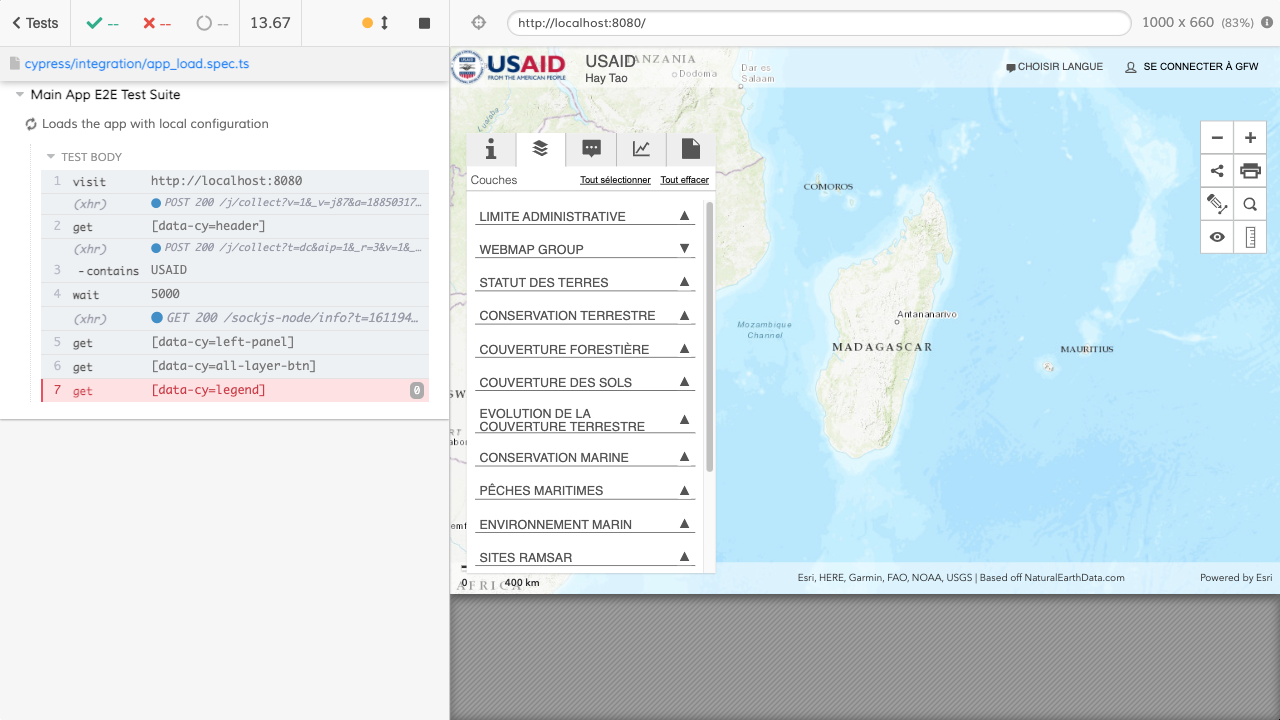 Tests
--
--
--
13.67
http://localhost:8080/
1000 x 660 (83%)
cypress/integration/app_load.spec.ts
Main App E2E Test Suite
Loads the app with local configuration
TEST BODY
1 visit http://localhost:8080
(xhr) POST 200 /j/collect?v=1&_v=j87&a=18850317…
2 get [data-cy=header]
(xhr) POST 200 /j/collect?t=dc&aip=1&_r=3&v=1&_…
3 - contains USAID
4 wait 5000
(xhr) GET 200 /sockjs-node/info?t=161194…
5 get [data-cy=left-panel]
6 get [data-cy=all-layer-btn]
7 get [data-cy=legend] 0
USAID
FROM THE AMERICAN PEOPLE
USAID
Hay Tao
CHOISIR LANGUE
SE CONNECTER À GFW
TANZANIA
Dodoma
Dar es
Salaam
Couches
Tout sélectionner
Tout effacer
LIMITE ADMINISTRATIVE
WEBMAP GROUP
STATUT DES TERRES
CONSERVATION TERRESTRE
COUVERTURE FORESTIÈRE
COUVERTURE DES SOLS
EVOLUTION DE LA
COUVERTURE TERRESTRE
CONSERVATION MARINE
PÊCHES MARITIMES
ENVIRONNEMENT MARIN
SITES RAMSAR
COMOROS
Mozambique
Channel
Antananarivo
MADAGASCAR
MAURITIUS
0 400 km
AFRICA
Esri, HERE, Garmin, FAO, NOAA, USGS | Based off NaturalEarthData.com
Powered by Esri